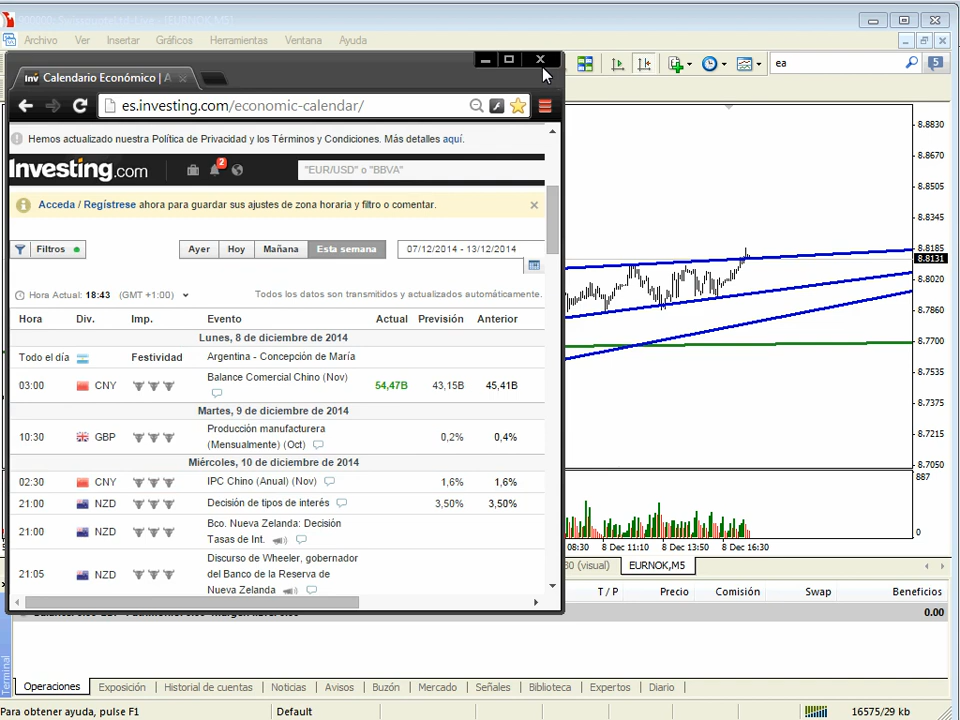 Archivo Ver Insertar Gráficos Herramientas Ventana Ayuda
ea
5
Inv Calendario Económico | A
es.investing.com/economic-calendar/
Hemos actualizado nuestra Política de Privacidad y los Términos y Condiciones. Más detalles aquí.
Investing.com 2 "EUR/USD" o "BBVA"
Acceda / Regístrese ahora para guardar sus ajustes de zona horaria y filtro o comentar.
Filtros Ayer Hoy Mañana Esta semana 07/12/2014 - 13/12/2014
Hora Actual: 18:43 (GMT +1:00) Todos los datos son transmitidos y actualizados automáticamente.
Hora Div. Imp. Evento Actual Previsión Anterior
Lunes, 8 de diciembre de 2014
Todo el día Festividad Argentina - Concepción de María
03:00 CNY Balance Comercial Chino (Nov) 54,47B 43,15B 45,41B
Martes, 9 de diciembre de 2014
10:30 GBP Producción manufacturera
(Mensualmente) (Oct) 0,2% 0,4%
Miércoles, 10 de diciembre de 2014
02:30 CNY IPC Chino (Anual) (Nov) 1,6% 1,6%
21:00 NZD Decisión de tipos de interés 3,50% 3,50%
21:00 NZD Bco. Nueva Zelanda: Decisión
Tasas de Int.
21:05 NZD Discurso de Wheeler, gobernador
del Banco de la Reserva de
Nueva Zelanda
8.8830
8.8670
8.8505
8.8345
8.8185
8.8131
8.8020
8.7860
8.7700
8.7535
8.7375
8.7215
8.7050
887
0
08:30 8 Dec 11:10 8 Dec 13:50 8 Dec 16:30
(visual) EURNOK,M5
T / P Precio Comisión Swap Beneficios
0.00
Terminal
Operaciones Exposición Historial de cuentas Noticias Avisos Buzón Mercado Señales Biblioteca Expertos Diario
Para obtener ayuda, pulse F1 Default 16575/29 kb